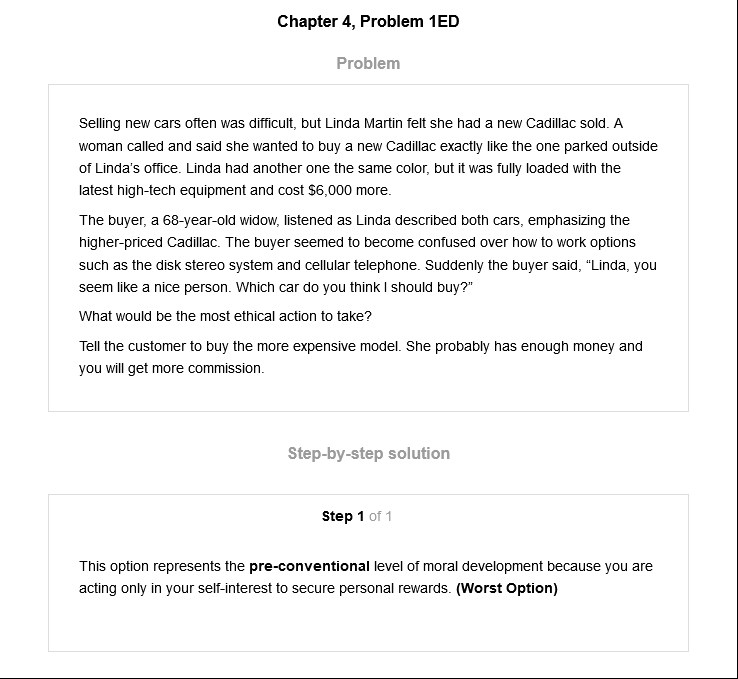 Chapter 4, Problem 1ED
Problem
Selling new cars often was difficult, but Linda Martin felt she had a new Cadillac sold. A
woman called and said she wanted to buy a new Cadillac exactly like the one parked outside
of Linda's office. Linda had another one the same color, but it was fully loaded with the
latest high-tech equipment and cost $6,000 more.
The buyer, a 68-year-old widow, listened as Linda described both cars, emphasizing the
higher-priced Cadillac. The buyer seemed to become confused over how to work options
such as the disk stereo system and cellular telephone. Suddenly the buyer said, “Linda, you
seem like a nice person. Which car do you think I should buy?”
What would be the most ethical action to take?
Tell the customer to buy the more expensive model. She probably has enough money and
you will get more commission.
Step-by-step solution
Step 1 of 1
This option represents the pre-conventional level of moral development because you are
acting only in your self-interest to secure personal rewards. (Worst Option)